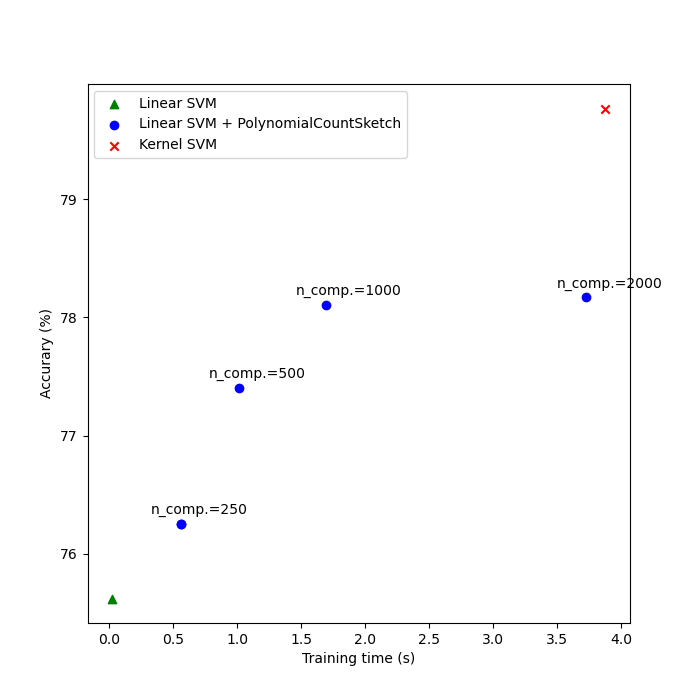 Linear SVM
Linear SVM + PolynomialCountSketch
Kernel SVM
79
n_comp.=2000
n_comp.=1000
78
Accurary (%)
n_comp.=500
77
n_comp.=250
76
0.0 0.5 1.0 1.5 2.0 2.5 3.0 3.5 4.0
Training time (s)